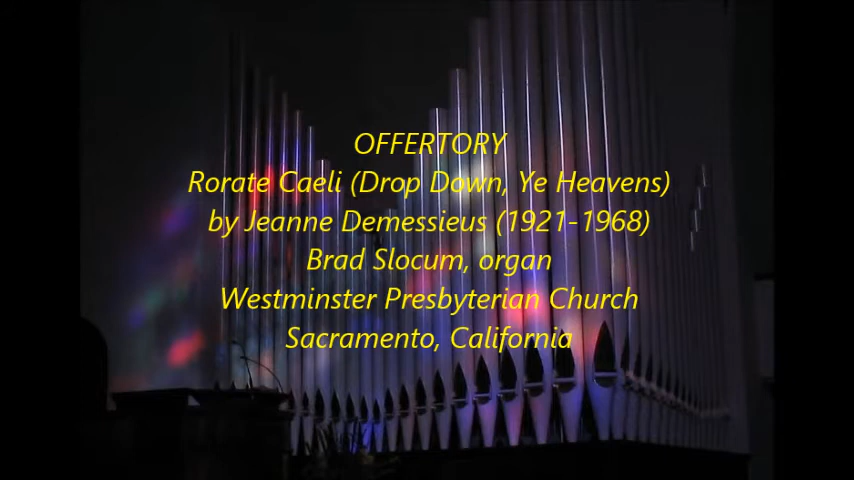 OFFERTORY
Rorate Caeli (Drop Down, Ye Heavens)
by Jeanne Demessieus (1921-1968)
Brad Slocum, organ
Westminster Presbyterian Church
Sacramento, California